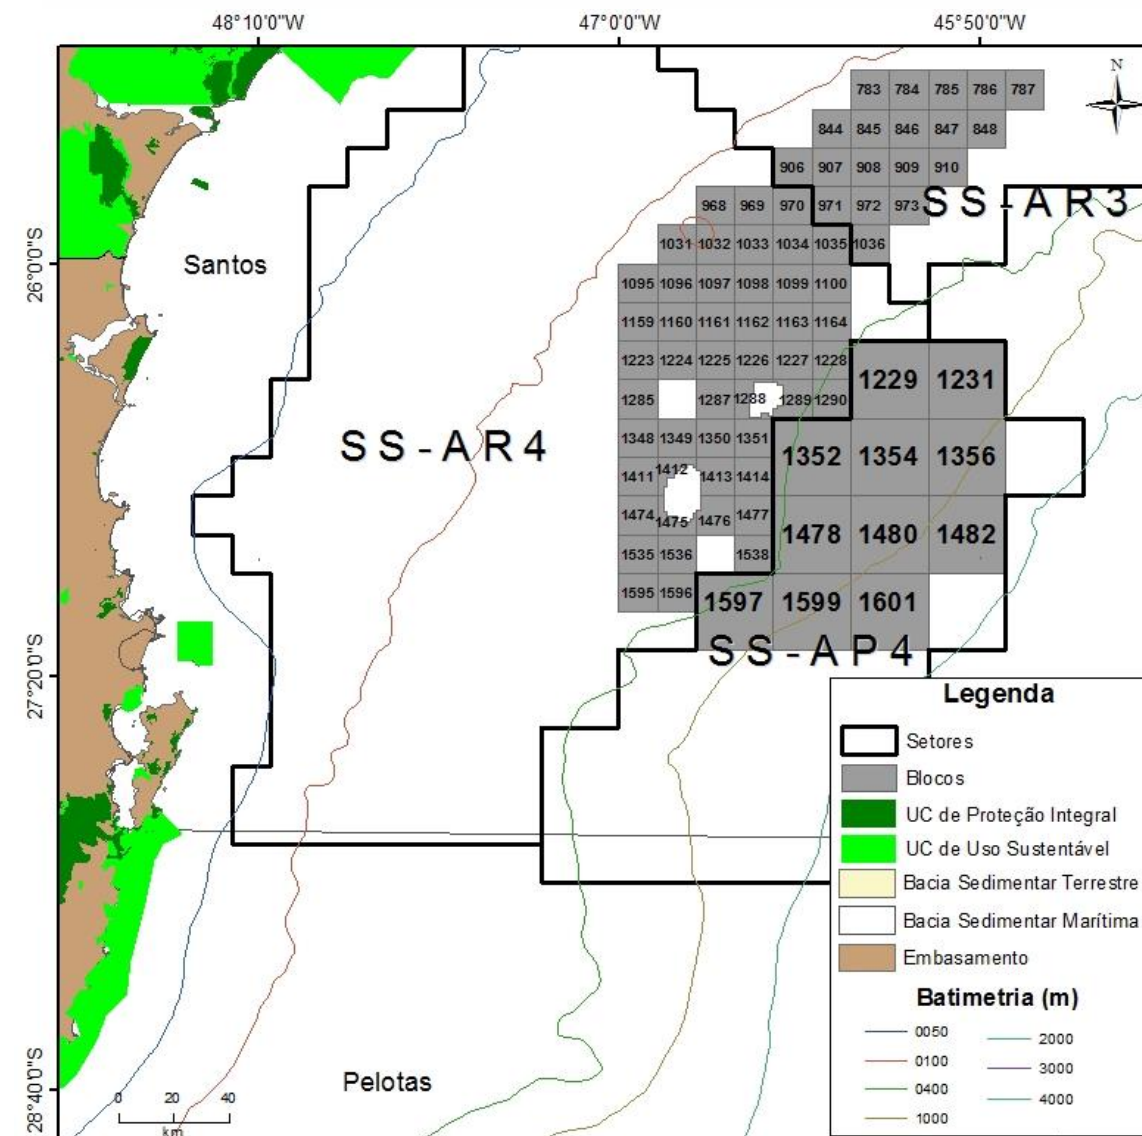 48°10'0"W 47°0'0"W 45°50'0"W
N
783 784 785 786 787
844 845 846 847 848
906 907 908 909 910
968 969 970 971 972 973
SS-AR3
1031 1032 1033 1034 1035 1036
26°0'0"S
Santos
1095 1096 1097 1098 1099 1100
1159 1160 1161 1162 1163 1164
1223 1224 1225 1226 1227 1228
1229 1231
1285 1287 1288 1289 1290
SS-AR4
1348 1349 1350 1351
1352 1354 1356
1411 1412 1413 1414
1474 1475 1476 1477
1478 1480 1482
1535 1536 1538
1595 1596
1597 1599 1601
SS-AP4
27°20'0"S
Legenda
Setores
Blocos
UC de Proteção Integral
UC de Uso Sustentável
Bacia Sedimentar Terrestre
Bacia Sedimentar Marítima
Embasamento
Batimetria (m)
0050 2000
0100 3000
0400 4000
1000
Pelotas
28°40'0"S
0 20 40
km